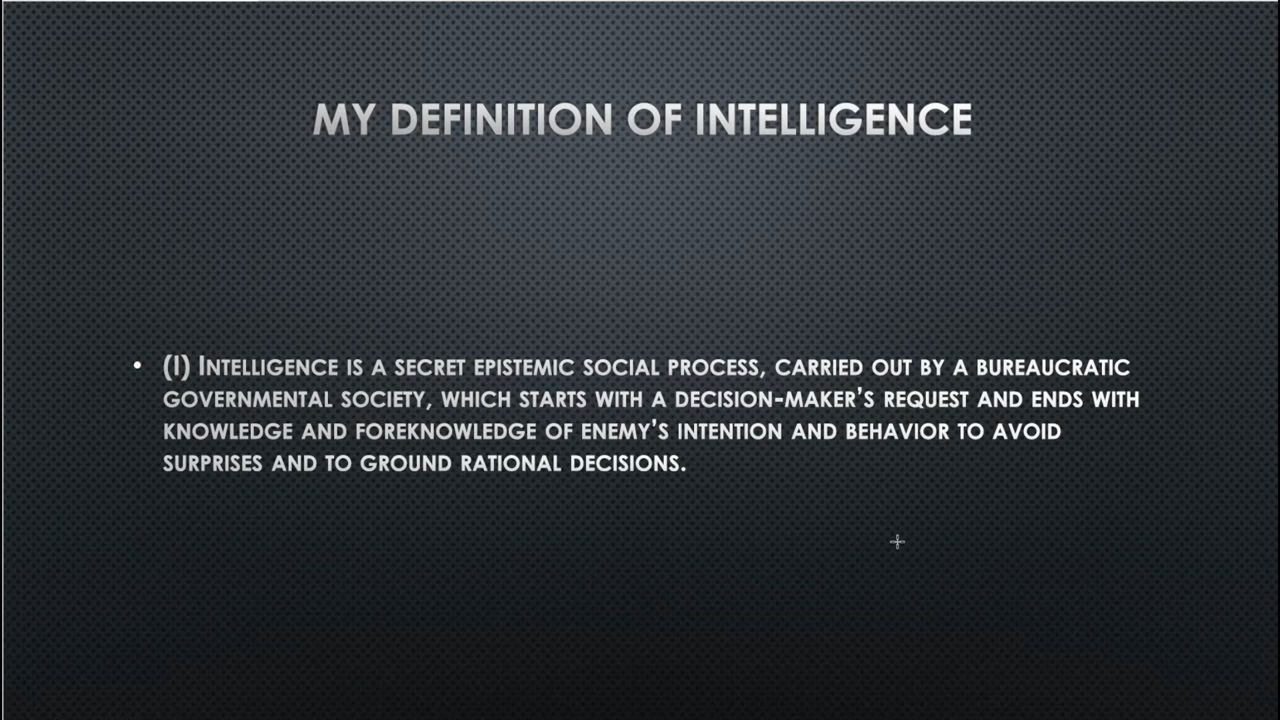 MY DEFINITION OF INTELLIGENCE
• (I) INTELLIGENCE IS A SECRET EPISTEMIC SOCIAL PROCESS, CARRIED OUT BY A BUREAUCRATIC
GOVERNMENTAL SOCIETY, WHICH STARTS WITH A DECISION-MAKER'S REQUEST AND ENDS WITH
KNOWLEDGE AND FOREKNOWLEDGE OF ENEMY'S INTENTION AND BEHAVIOR TO AVOID
SURPRISES AND TO GROUND RATIONAL DECISIONS.